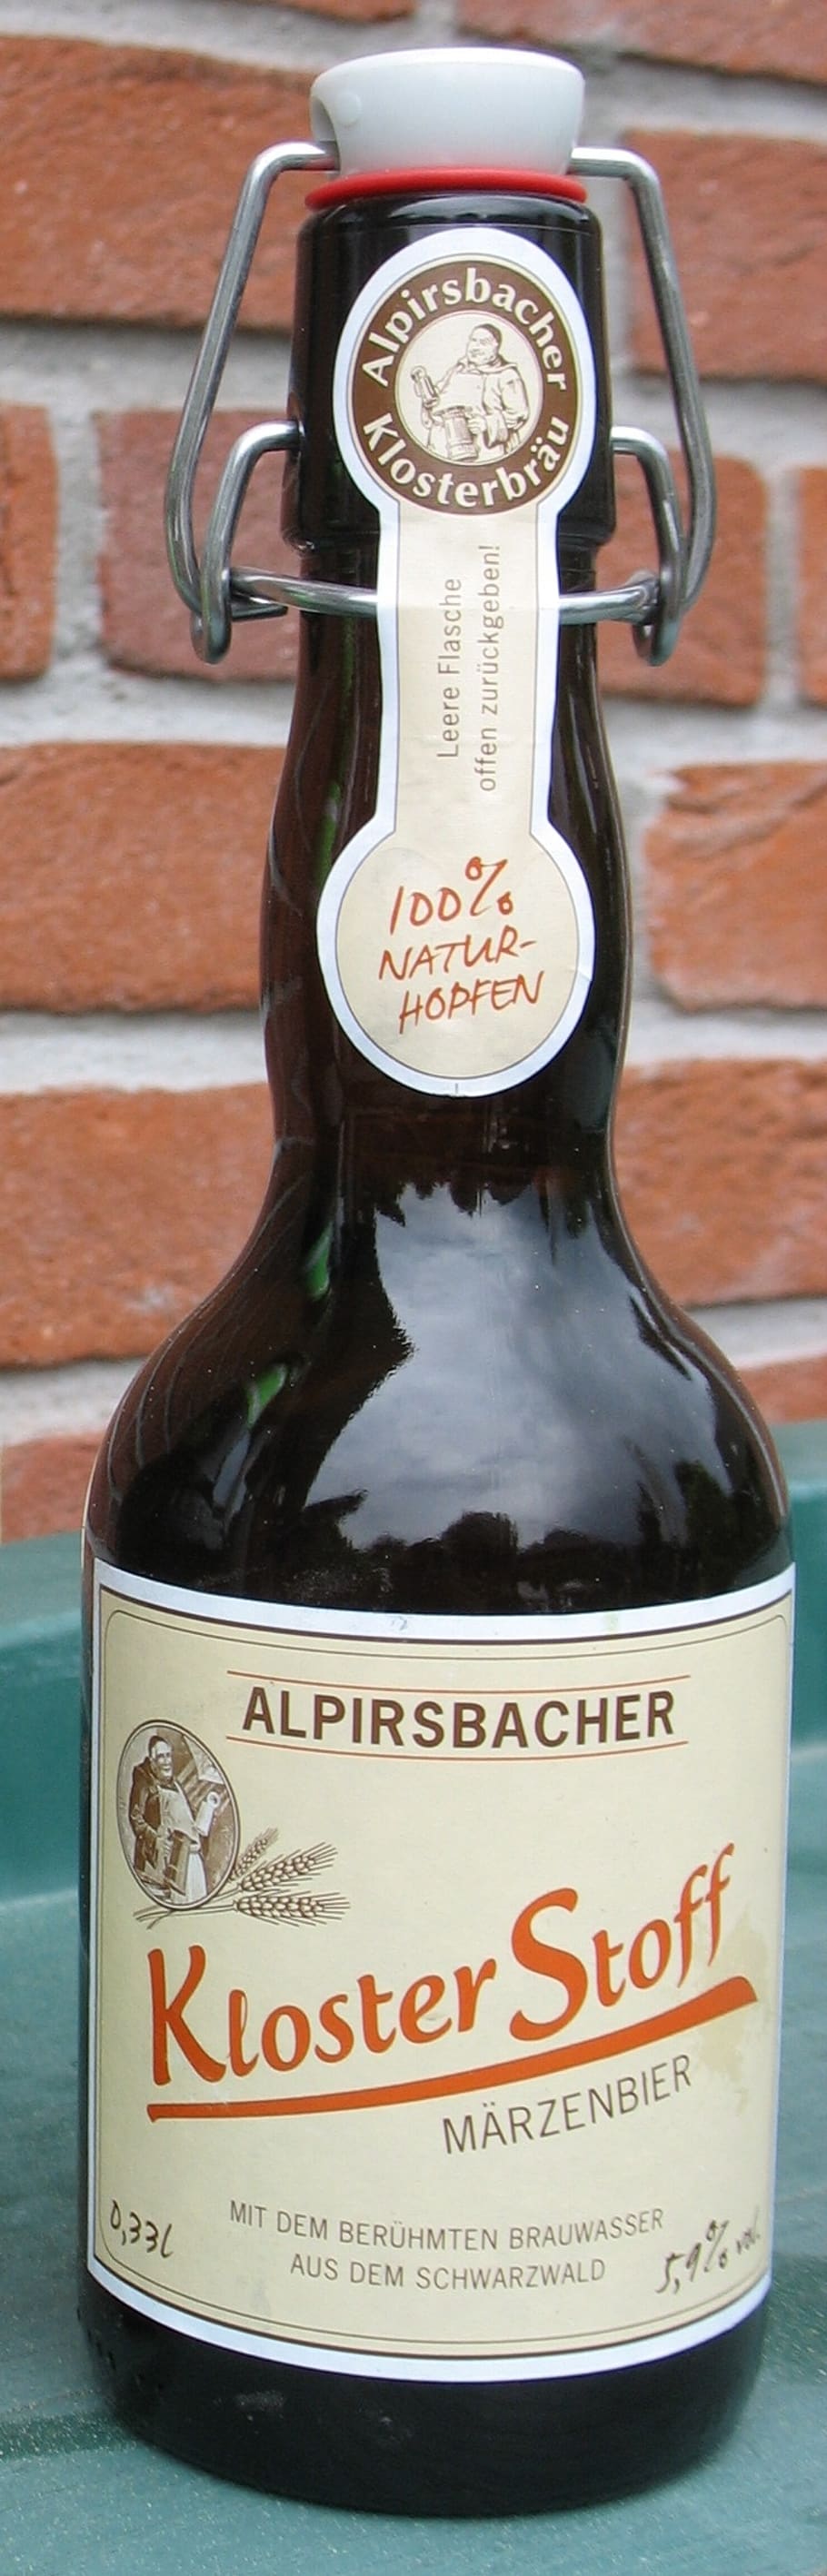 Alpirsbacher
Klosterbräu
Leere Flasche
offen zurückgeben!
100%
NATUR-
HOPFEN
ALPIRSBACHER
Kloster Stoff
MÄRZENBIER
0,33l
MIT DEM BERÜHMTEN BRAUWASSER
AUS DEM SCHWARZWALD
5,9% vol.